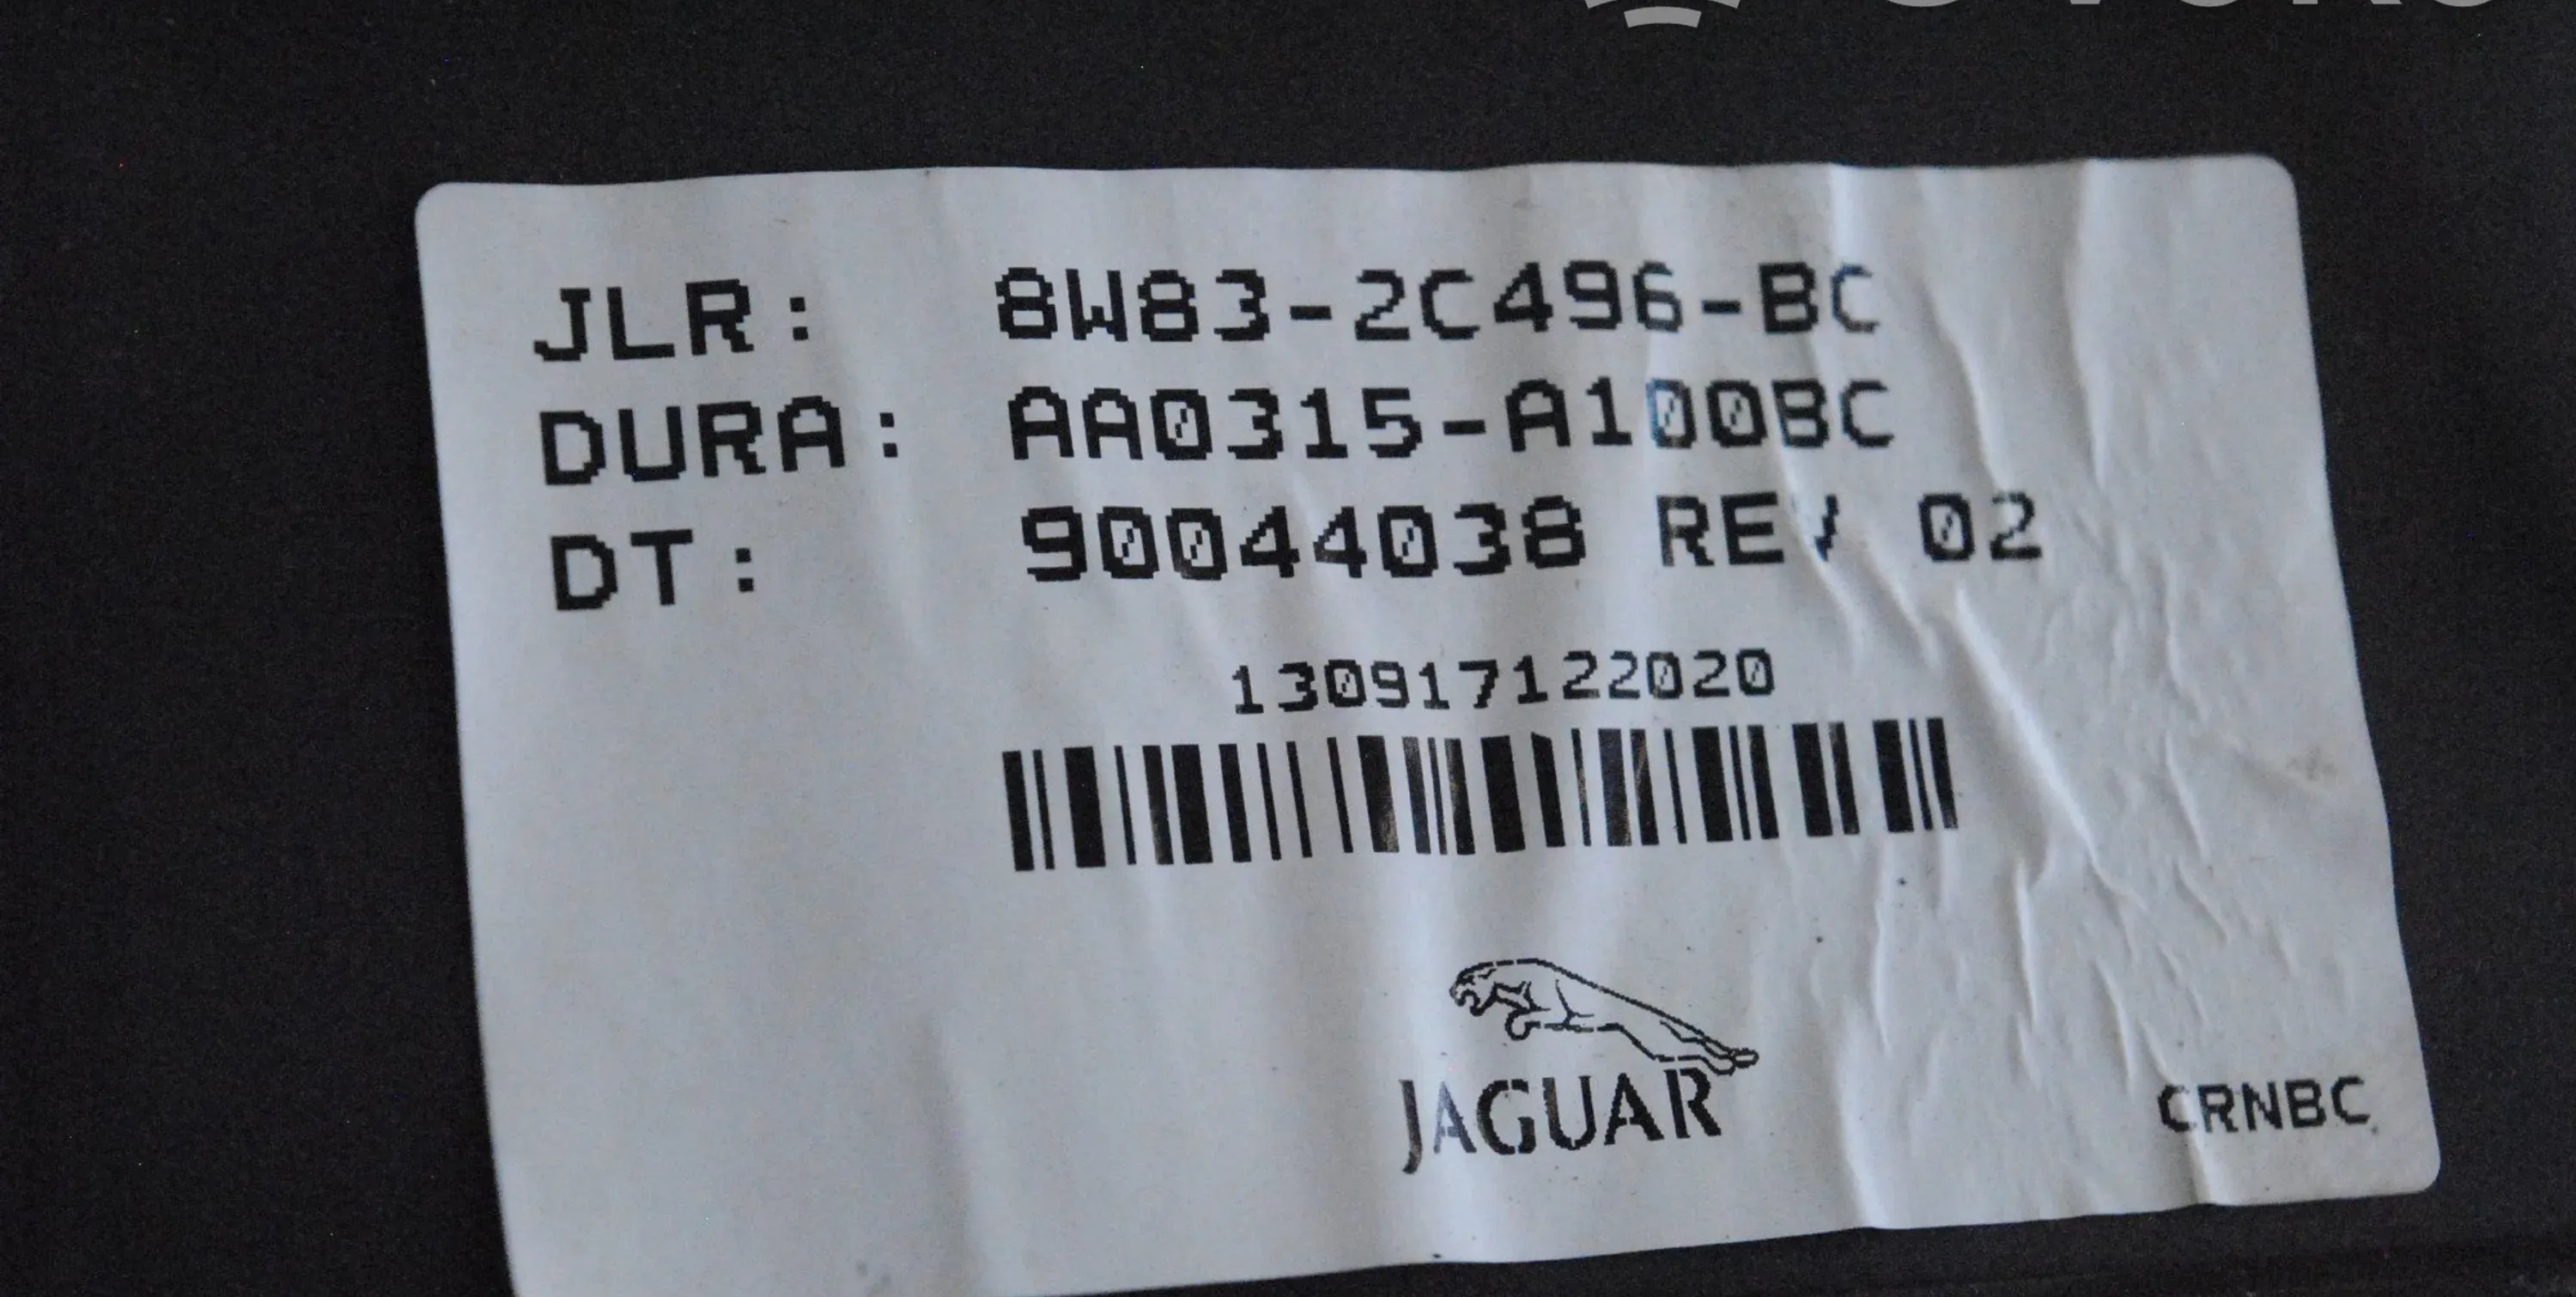 JLR: 8W83-2C496-BC
DURA: AA0315-A100BC
DT: 90044038 REV 02
130917122020
JAGUAR
CRNBC